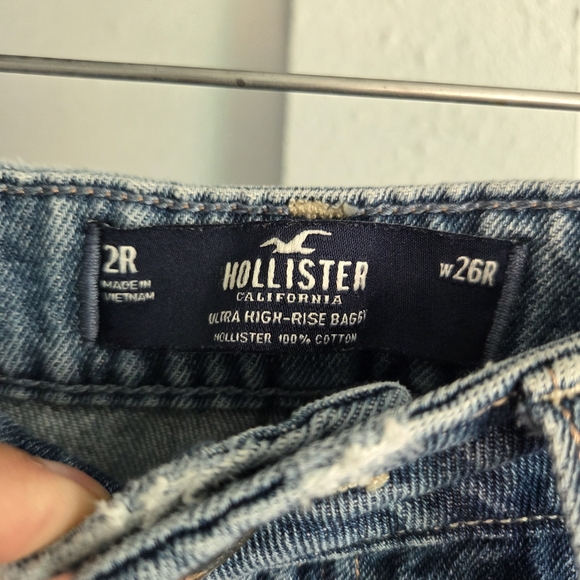 2R
MADE IN
VIETNAM
HOLLISTER
CALIFORNIA
ULTRA HIGH-RISE BAGGY
HOLLISTER 100% COTTON
W26R